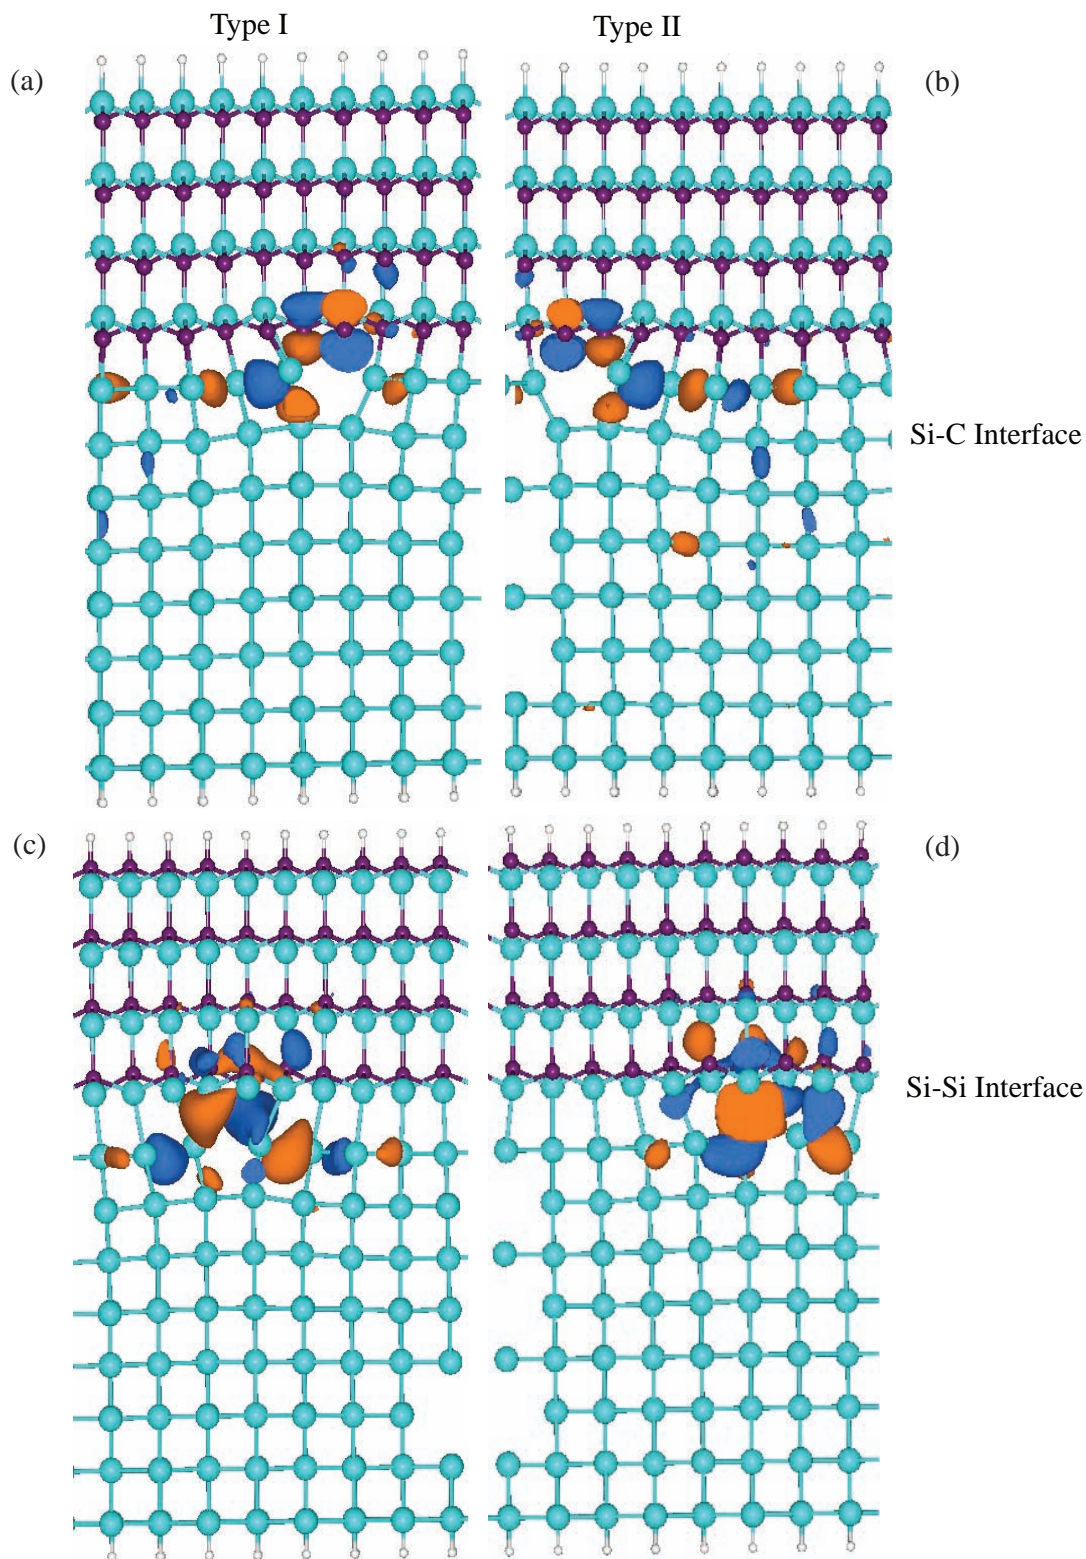 Type I
Type II
(a)
(b)
Si-C Interface
(c)
(d)
Si-Si Interface